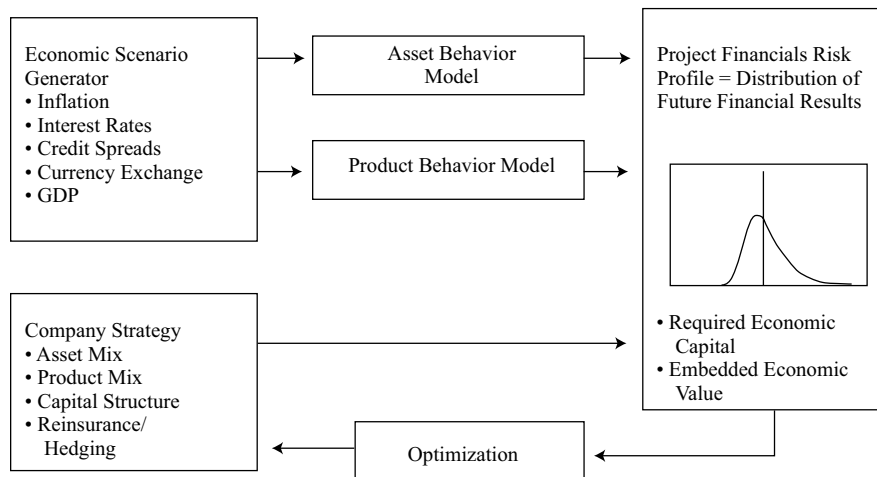 Economic Scenario
Generator
• Inflation
• Interest Rates
• Credit Spreads
• Currency Exchange
• GDP
Asset Behavior
Model
Product Behavior Model
Project Financials Risk
Profile = Distribution of
Future Financial Results
• Required Economic
Capital
• Embedded Economic
Value
Company Strategy
• Asset Mix
• Product Mix
• Capital Structure
• Reinsurance/
Hedging
Optimization